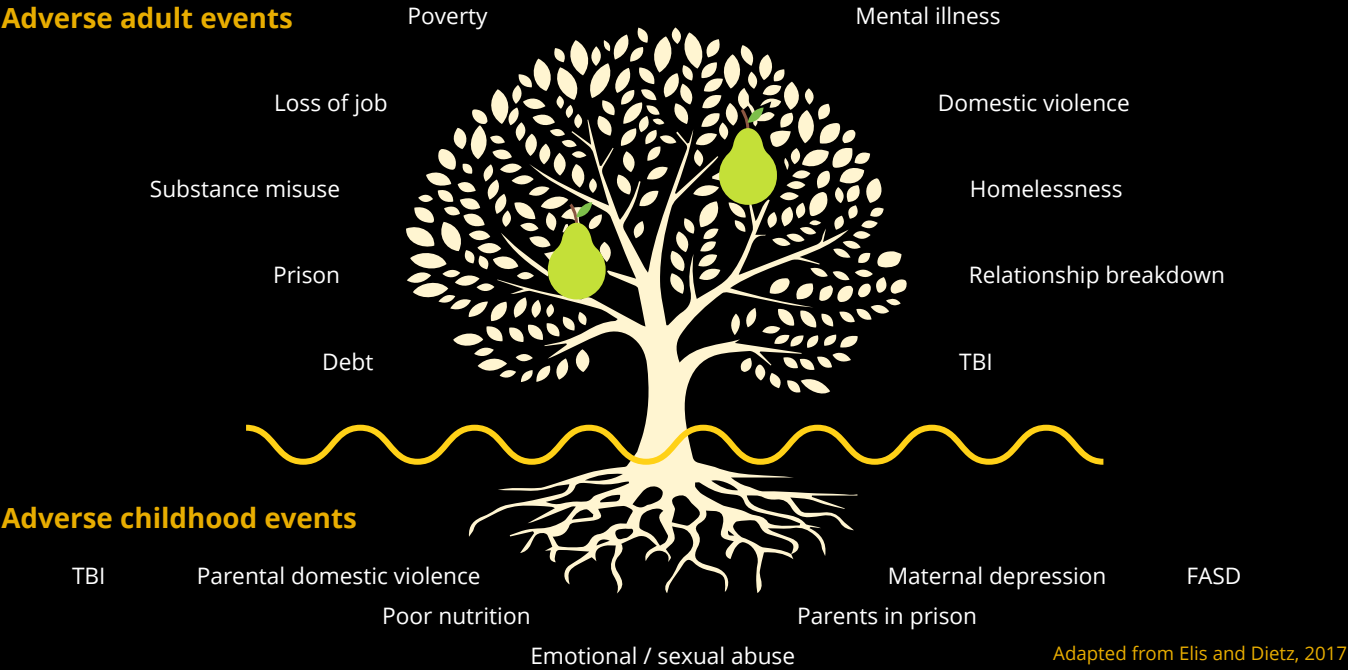 Adverse adult events
Poverty
Mental illness
Loss of job
Domestic violence
Substance misuse
Homelessness
Prison
Relationship breakdown
Debt
TBI
Adverse childhood events
TBI
Parental domestic violence
Maternal depression
FASD
Poor nutrition
Parents in prison
Emotional / sexual abuse
Adapted from Elis and Dietz, 2017